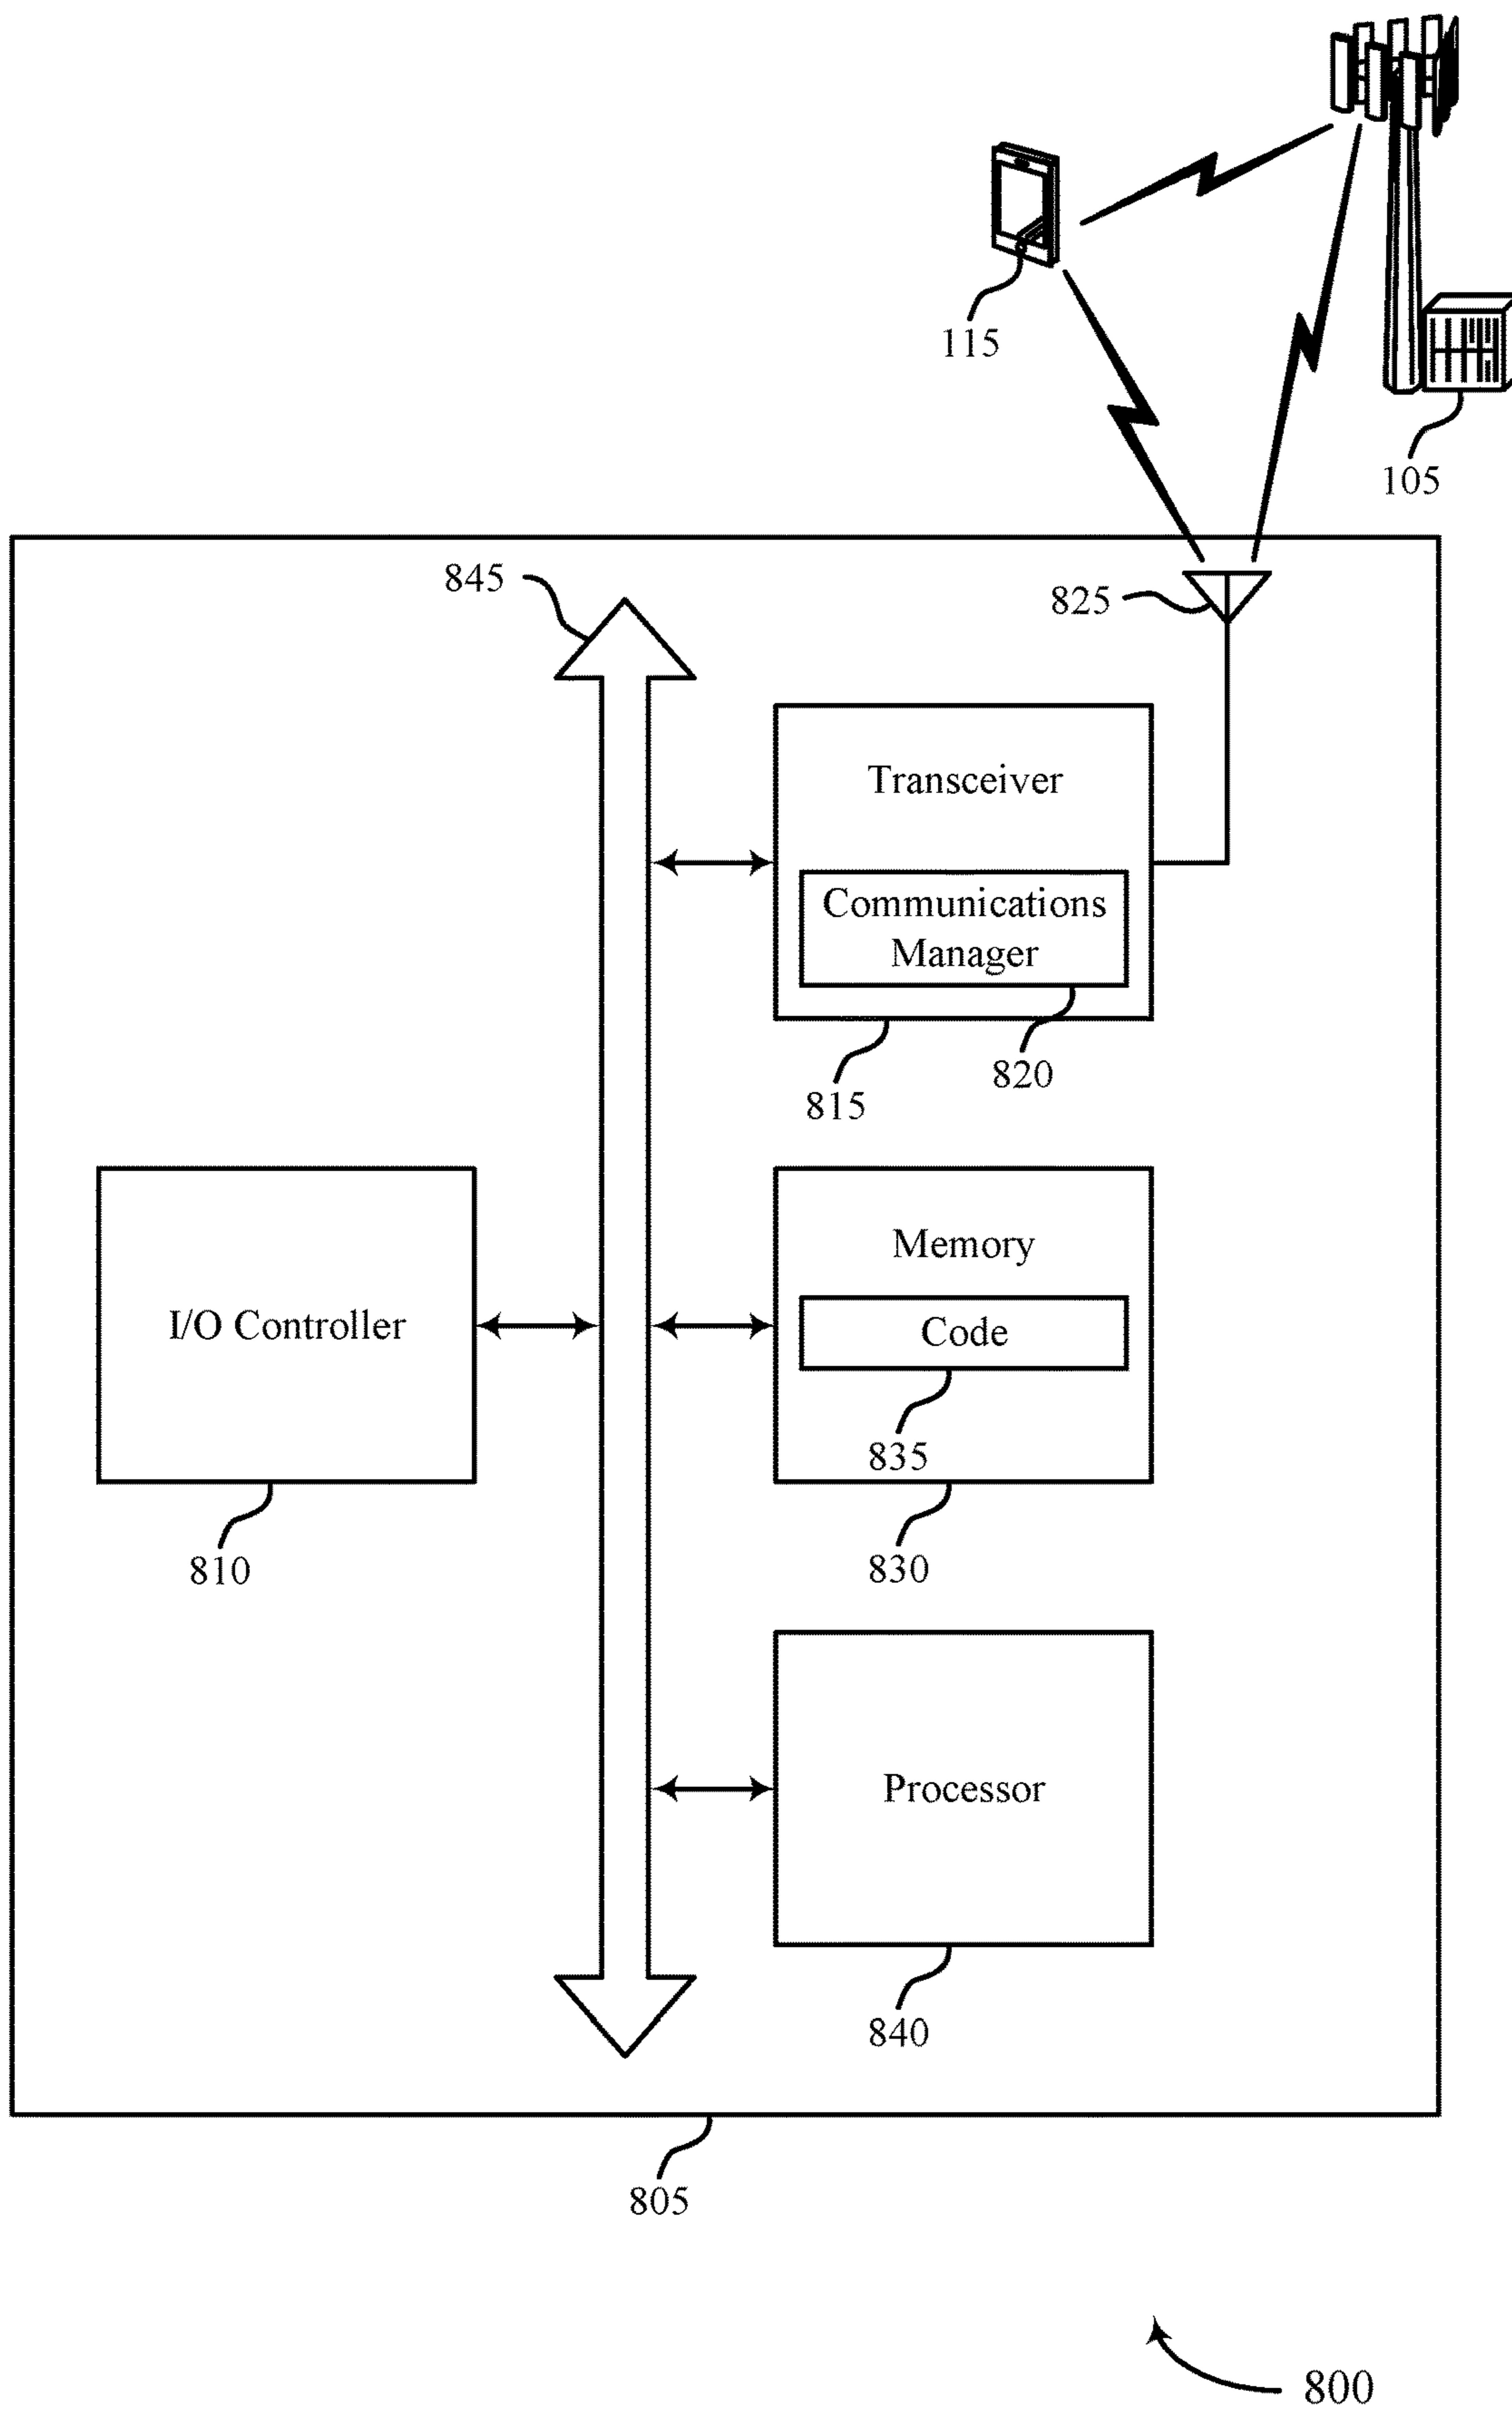 115
105
845
825
Transceiver
Communications
Manager
820
815
Memory
I/O Controller
Code
835
810
830
Processor
840
805
800